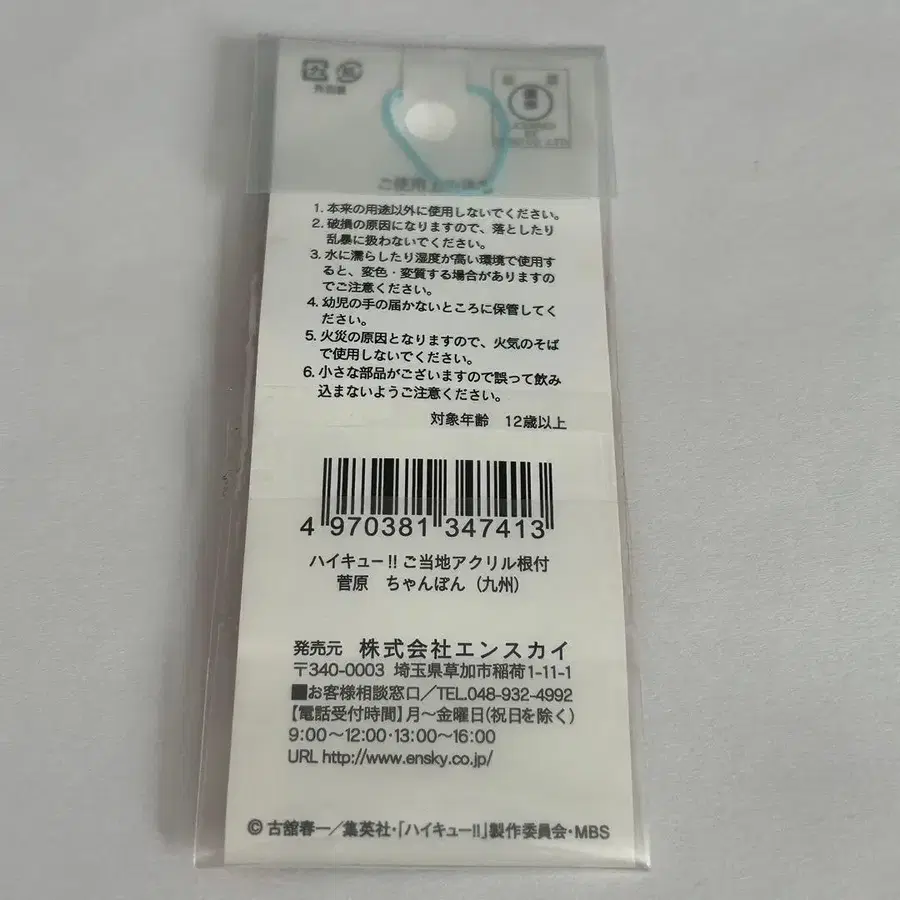 プラ
紙
外包装
ご使用上の注意
1. 本来の用途以外に使用しないでください。
2. 破損の原因になりますので、落としたり
乱暴に扱わないでください。
3. 水に濡らしたり湿度が高い環境で使用す
ると、変色・変質する場合がありますの
でご注意ください。
4. 幼児の手の届かないところに保管してく
ださい。
5. 火災の原因となりますので、火気のそば
で使用しないでください。
6. 小さな部品がございますので誤って飲み
込まないようご注意ください。
対象年齢 12歳以上
4 970381 347413
ハイキュー!! ご当地アクリル根付
菅原 ちゃんぽん（九州）
発売元 株式会社エンスカイ
〒340-0003 埼玉県草加市稲荷1-11-1
■お客様相談窓口／TEL.048-932-4992
【電話受付時間】月〜金曜日(祝日を除く)
9:00〜12:00・13:00〜16:00
URL http://www.ensky.co.jp/
© 古舘春一／集英社・「ハイキュー!!」製作委員会・MBS